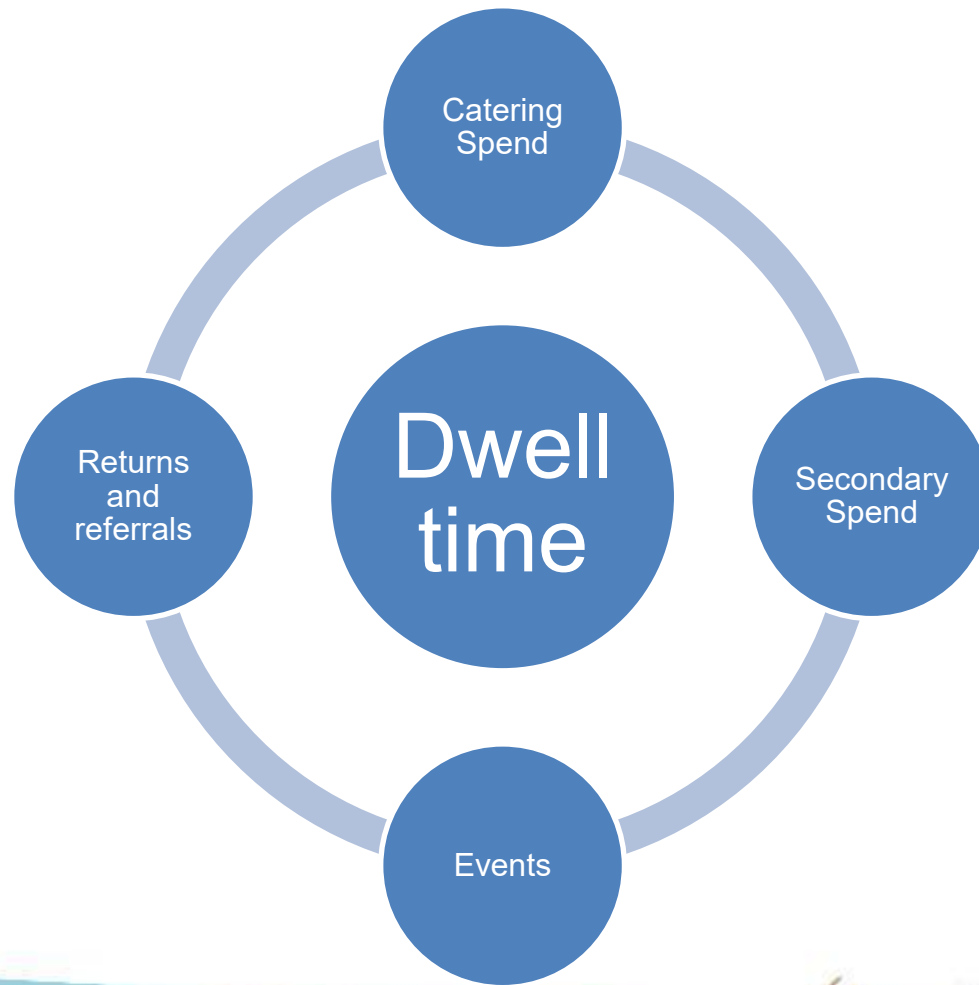 Catering
Spend
Dwell
time
Returns
and
referrals
Secondary
Spend
Events